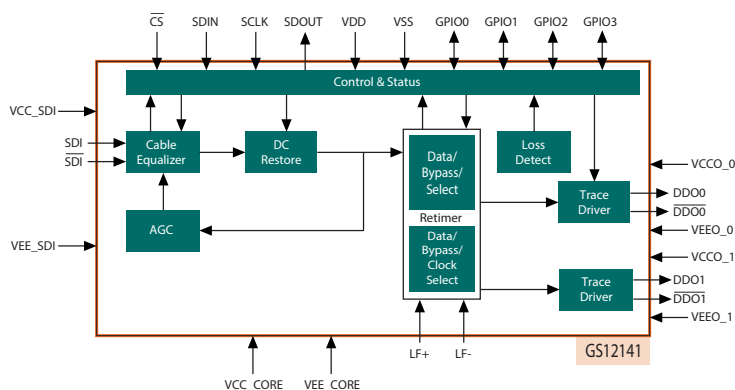 CS SDIN SCLK SDOUT VDD VSS GPIO0 GPIO1 GPIO2 GPIO3
Control & Status
VCC_SDI
SDI
SDI
Cable
Equalizer
DC
Restore
Data/
Bypass/
Select
Loss
Detect
VCCO_0
Trace
Driver
DDO0
DDO0
AGC
Retimer
VEE_SDI
VEEO_0
Data/
Bypass/
Clock
Select
VCCO_1
Trace
Driver
DDO1
DDO1
VEEO_1
LF+ LF-
GS12141
VCC_CORE VEE_CORE